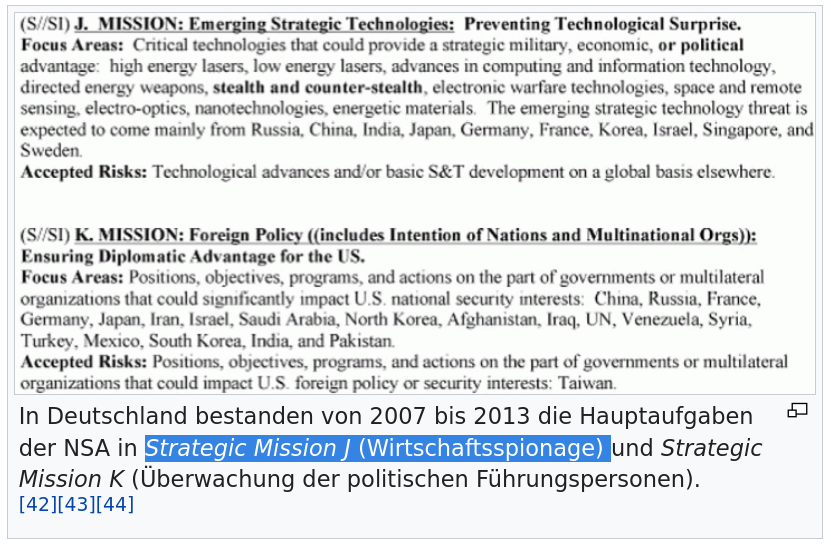 (S//SI) J. MISSION: Emerging Strategic Technologies: Preventing Technological Surprise.
Focus Areas: Critical technologies that could provide a strategic military, economic, or political
advantage: high energy lasers, low energy lasers, advances in computing and information technology,
directed energy weapons, stealth and counter-stealth, electronic warfare technologies, space and remote
sensing, electro-optics, nanotechnologies, energetic materials. The emerging strategic technology threat is
expected to come mainly from Russia, China, India, Japan, Germany, France, Korea, Israel, Singapore, and
Sweden.
Accepted Risks: Technological advances and/or basic S&T development on a global basis elsewhere.
(S//SI) K. MISSION: Foreign Policy ((includes Intention of Nations and Multinational Orgs)):
Ensuring Diplomatic Advantage for the US.
Focus Areas: Positions, objectives, programs, and actions on the part of governments or multilateral
organizations that could significantly impact U.S. national security interests: China, Russia, France,
Germany, Japan, Iran, Israel, Saudi Arabia, North Korea, Afghanistan, Iraq, UN, Venezuela, Syria,
Turkey, Mexico, South Korea, India, and Pakistan.
Accepted Risks: Positions, objectives, programs, and actions on the part of governments or multilateral
organizations that could impact U.S. foreign policy or security interests: Taiwan.
In Deutschland bestanden von 2007 bis 2013 die Hauptaufgaben
der NSA in Strategic Mission J (Wirtschaftsspionage) und Strategic
Mission K (Überwachung der politischen Führungspersonen).
[42][43][44]